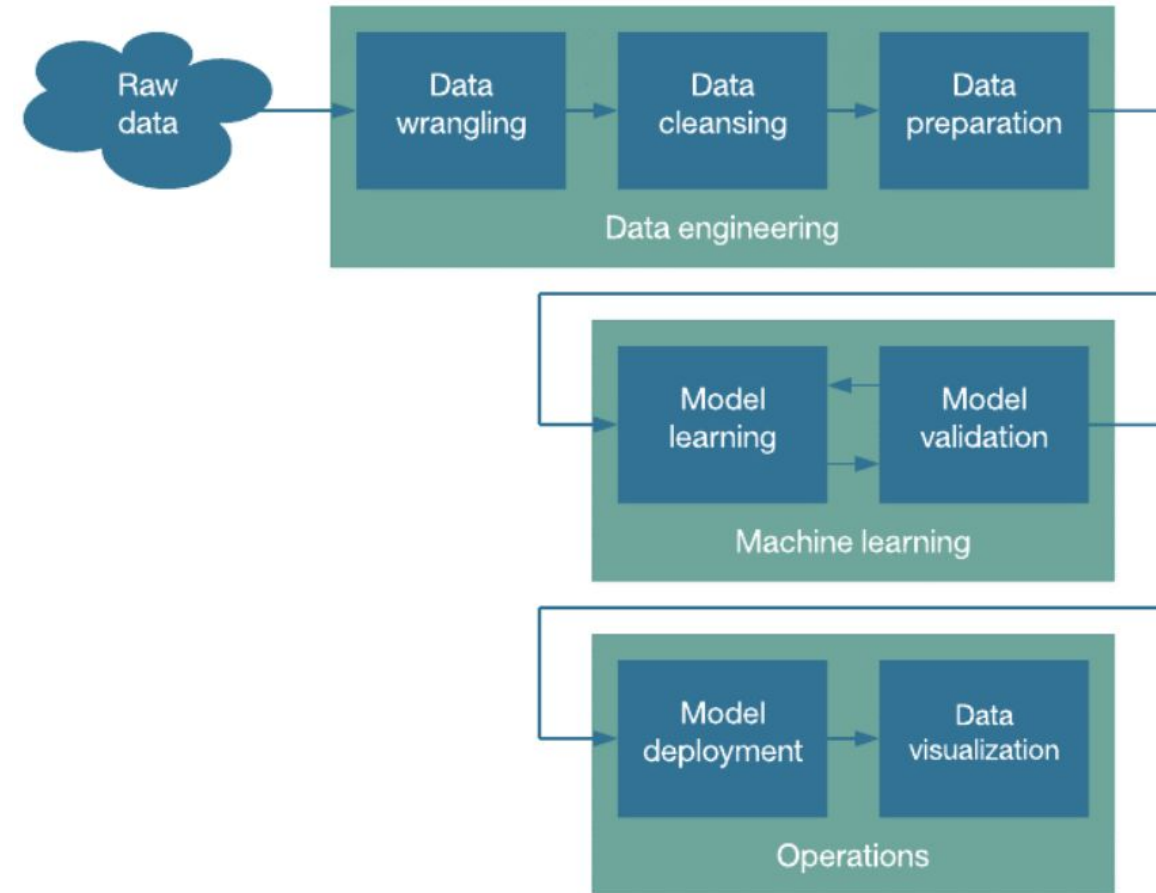 Raw
data
Data
wrangling
Data
cleansing
Data
preparation
Data engineering
Model
learning
Model
validation
Machine learning
Model
deployment
Data
visualization
Operations